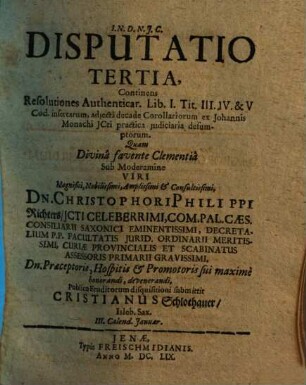 I. N. D. N. J. C.
DISPUTATIO
TERTIA,
Continens
Resolutiones Authenticar. Lib. I. Tit. III. IV. & V
Cod. insertarum, adjectâ decade Corollariorum ex Johannis
Monachi JCti practica judiciaria desum-
ptorum.
Quam
Divinâ favente Clementiâ
Sub Moderamine
VIRI
Magnifici, Nobilissimi, Amplissimi & Consultissimi,
DN. CHRISTOPHORI PHILIPPI
Richters/ JCTI CELEBERRIMI, COM. PAL. CÆS.
CONSILIARII SAXONICI EMINENTISSIMI, DECRETA-
LIUM P.P. FACULTATIS JURID. ORDINARII MERITIS-
SIMI, CURIÆ PROVINCIALIS ET SCABINATUS
ASSESSORIS PRIMARII GRAVISSIMI,
Dn. Præceptoris, Hospitis & Promotoris sui maximè
honorandi, devenerandi,
Publicæ Eruditorum disquisitioni submittit
CRISTIANUS Schlothauer/
Isleb. Sax.
III. Calend. Januar.
JENÆ,
Typis FREISCHMIDIANIS.
ANNO M. DC. LIX.